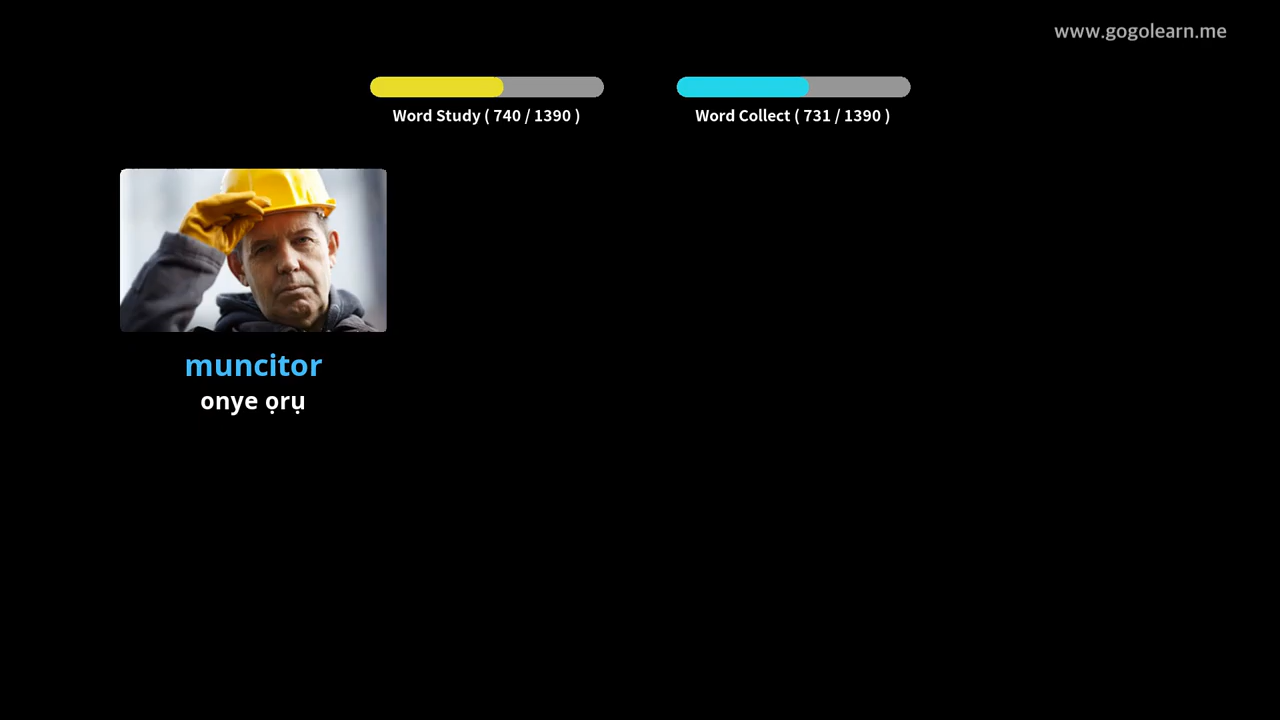 www.gogolearn.me
Word Study ( 740 / 1390 )
Word Collect ( 731 / 1390 )
muncitor
onye ọrụ